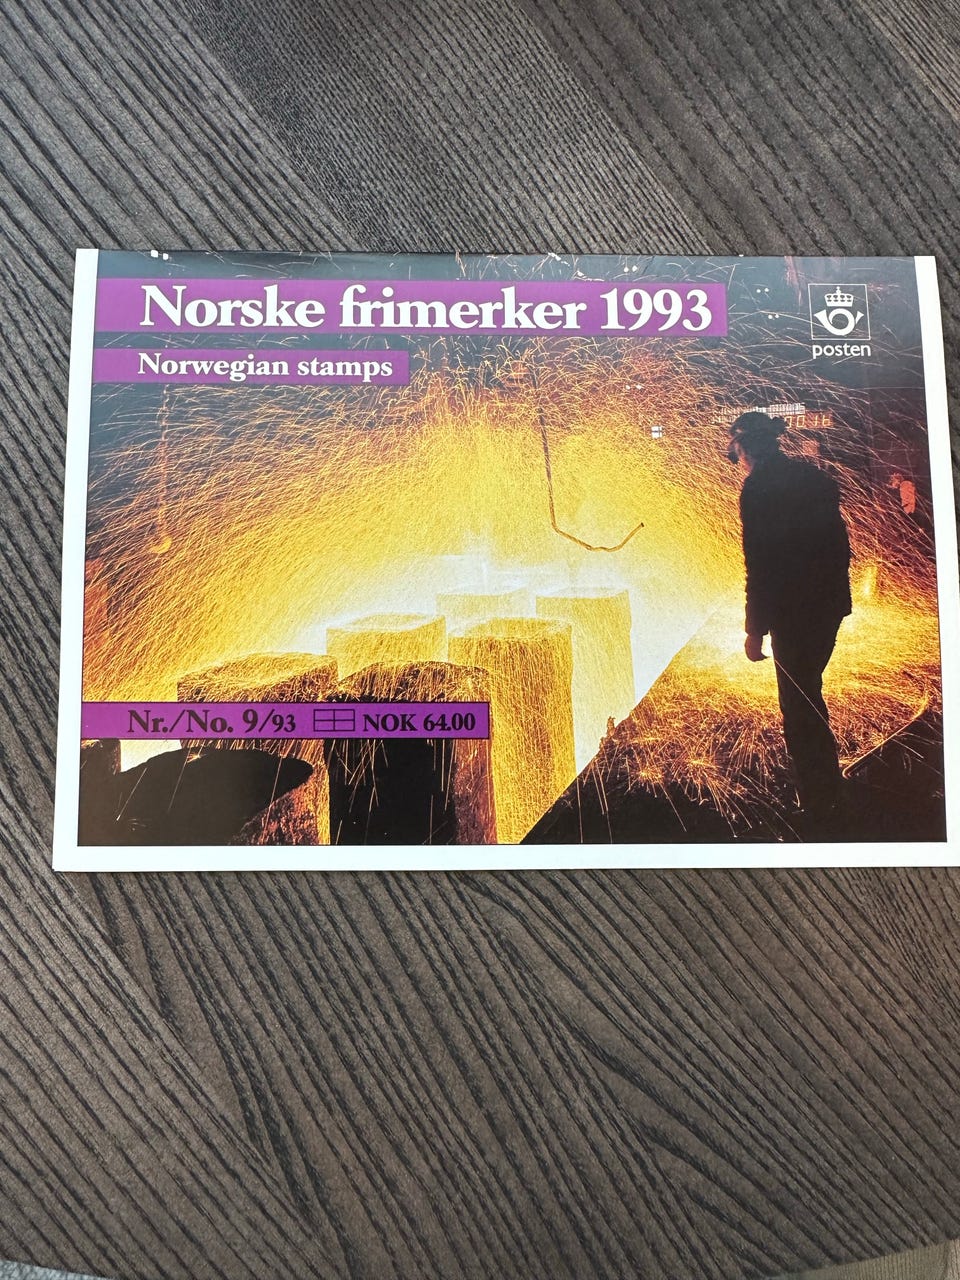 Norske frimerker 1993
Norwegian stamps
posten
Nr./No. 9/93 NOK 64.00